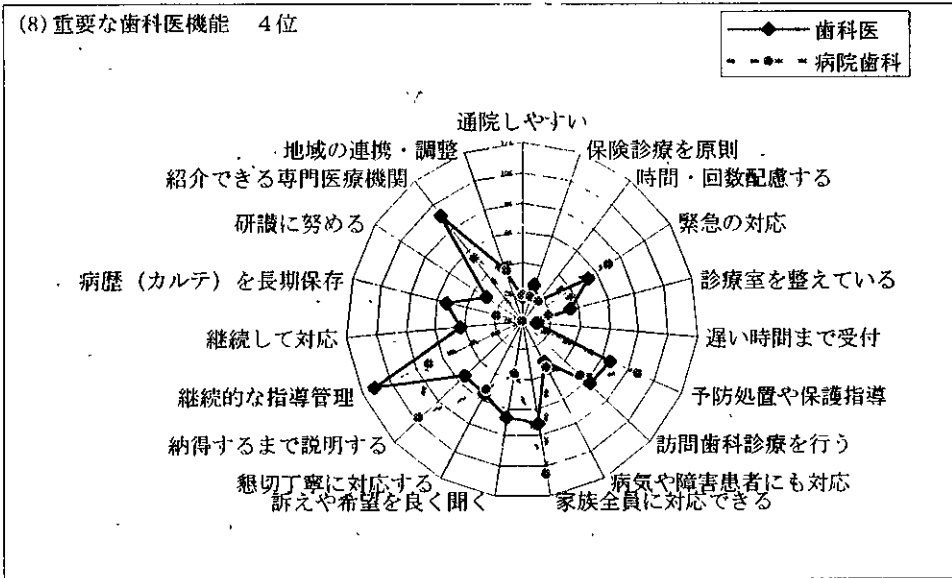 (8)重要な歯科医機能 4位
歯科医
病院歯科
通院しやすい
保険診療を原則
時間・回数配慮する
緊急の対応
診療室を整えている
遅い時間まで受付
予防処置や保護指導
訪問歯科診療を行う
病気や障害患者にも対応
家族全員に対応できる
訴えや希望を良く聞く
懇切丁寧に対応する
納得するまで説明する
継続的な指導管理
継続して対応
病歴（カルテ）を長期保存
研讃に努める
紹介できる専門医療機関
地域の連携・調整